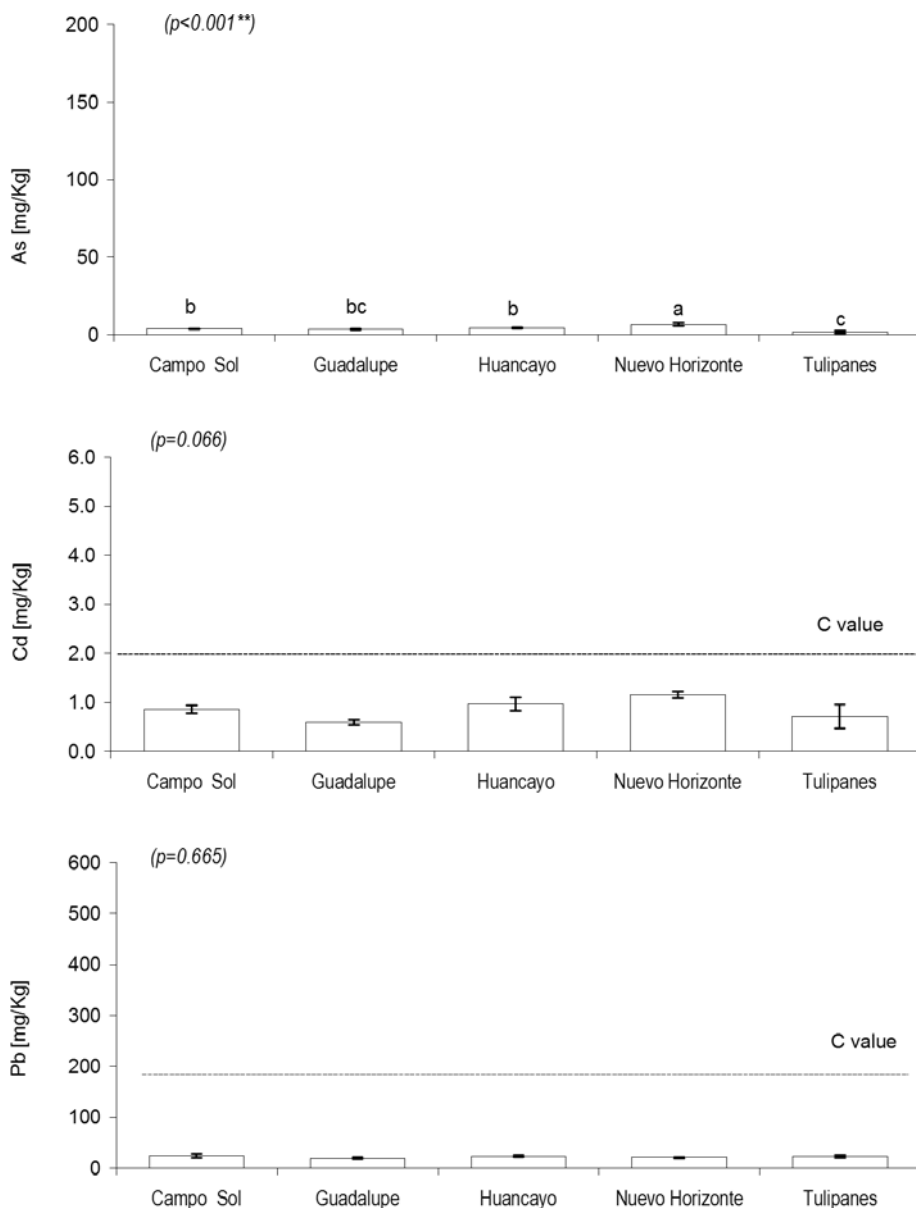 (p<0.001**)
200
150
100
50
0
As [mg/Kg]
b bc b a c
Campo Sol Guadalupe Huancayo Nuevo Horizonte Tulipanes
(p=0.066)
6.0
5.0
4.0
3.0
2.0
1.0
0.0
Cd [mg/Kg]
C value
Campo Sol Guadalupe Huancayo Nuevo Horizonte Tulipanes
(p=0.665)
600
500
400
300
200
100
0
Pb [mg/Kg]
C value
Campo Sol Guadalupe Huancayo Nuevo Horizonte Tulipanes